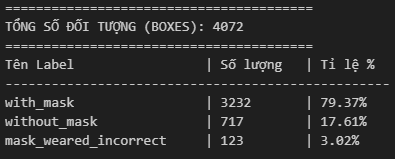 ========================================
TỔNG SỐ ĐỐI TƯỢNG (BOXES): 4072
========================================
Tên Label                 | Số lượng   | Tỉ lệ %
--------------------------------------------------
with_mask                 | 3232       | 79.37%
without_mask              | 717        | 17.61%
mask_weared_incorrect     | 123        | 3.02%